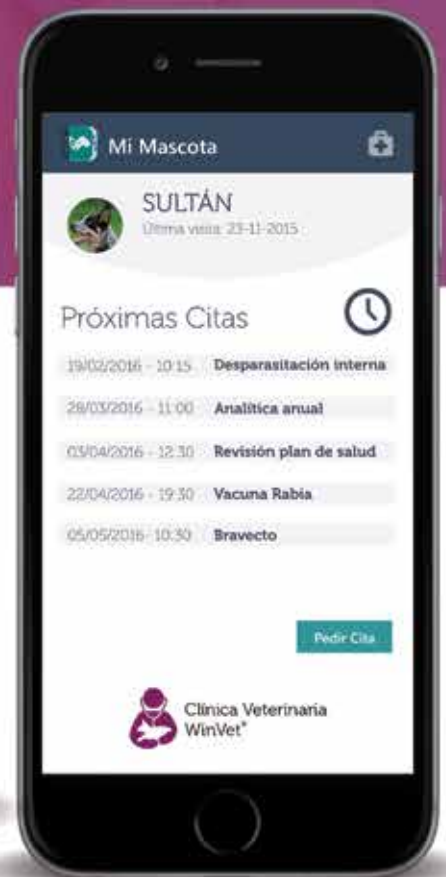 Mi Mascota
SULTÁN
Última visita: 23-11-2015
Próximas Citas
19/02/2016 - 10:15 Desparasitación interna
28/03/2016 - 11:00 Analítica anual
03/04/2016 - 12:30 Revisión plan de salud
22/04/2016 - 19:30 Vacuna Rabia
05/05/2016- 10:30 Bravecto
Pedir Cita
Clínica Veterinaria
WinVet®